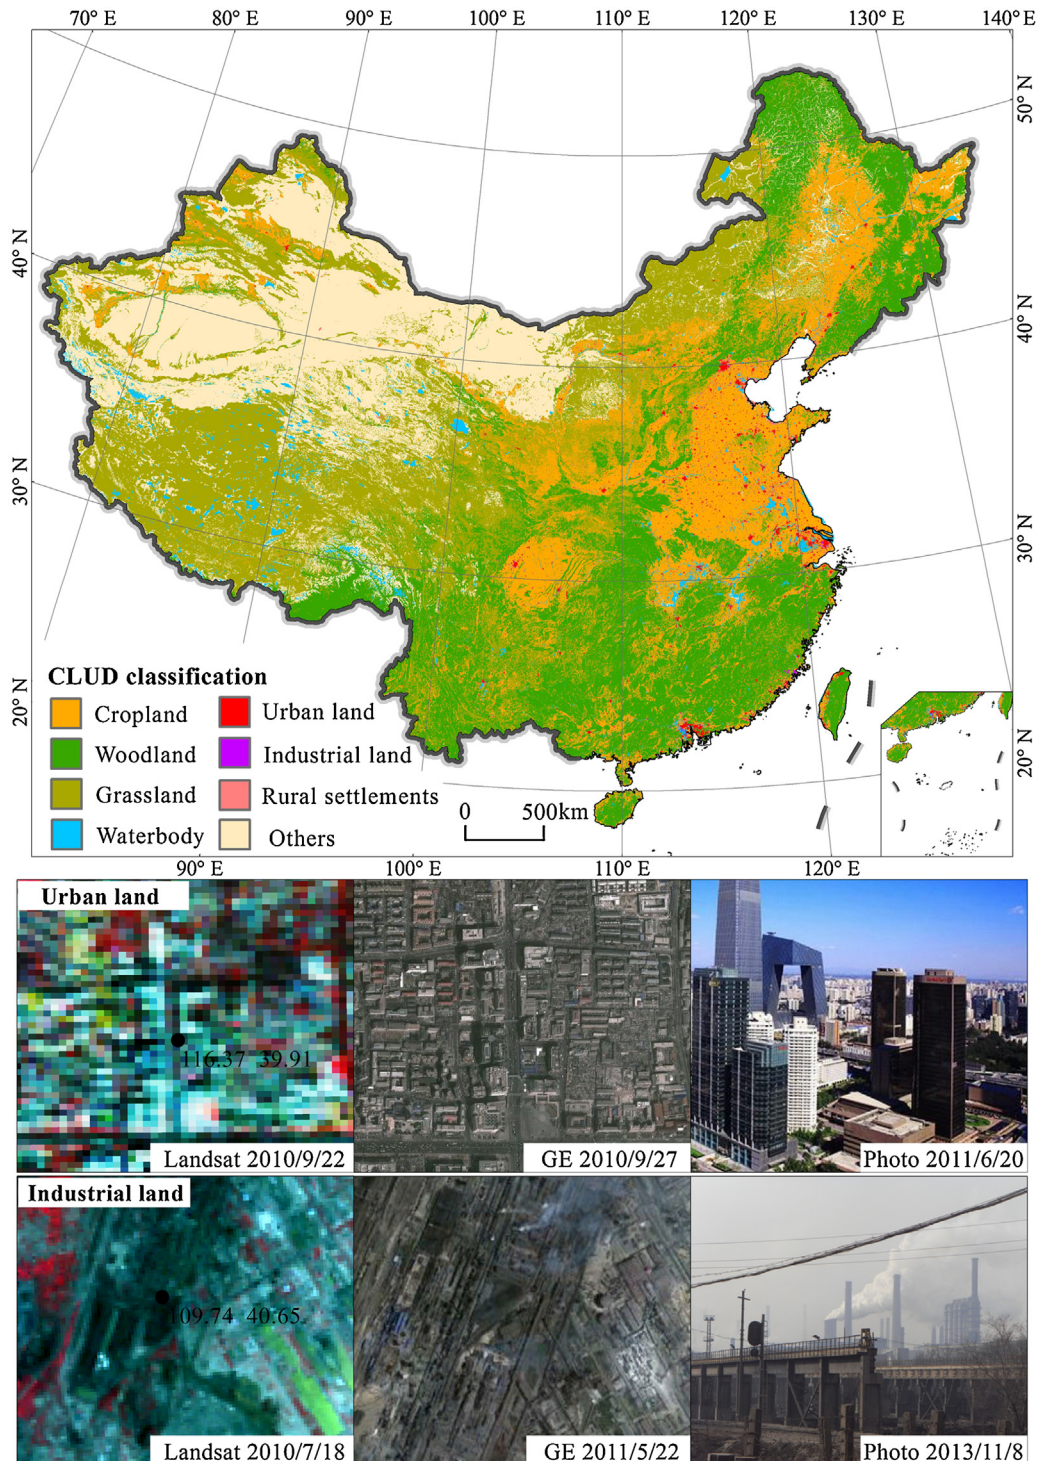 70° E 80° E 90° E 100° E 110° E 120° E 130° E 140° E
50° N
40° N
40° N
30° N
30° N
20° N
20° N
CLUD classification
Cropland
Urban land
Woodland
Industrial land
Grassland
Rural settlements
Waterbody
Others
0 500km
90° E 100° E 110° E 120° E
Urban land
116.37 39.91
Landsat 2010/9/22
GE 2010/9/27
Photo 2011/6/20
Industrial land
109.74 40.65
Landsat 2010/7/18
GE 2011/5/22
Photo 2013/11/8